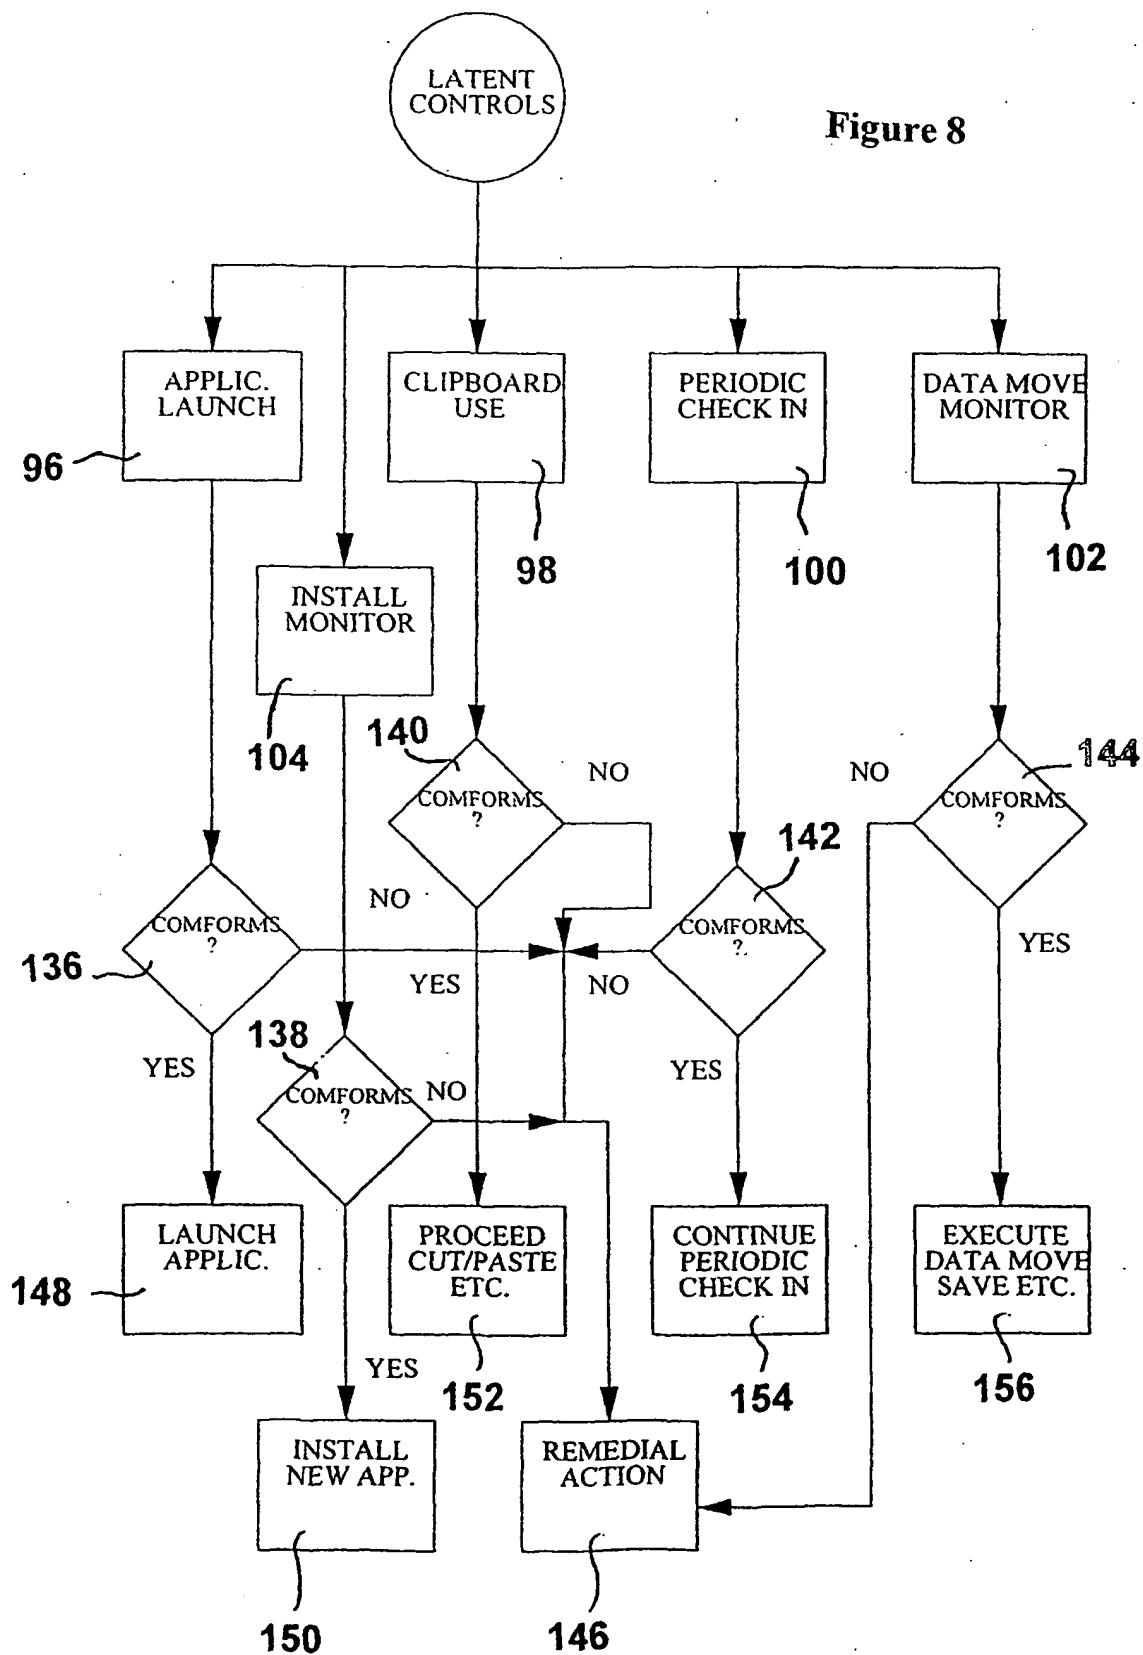 LATENT
CONTROLS
Figure 8
APPLIC.
LAUNCH
CLIPBOARD
USE
PERIODIC
CHECK IN
DATA MOVE
MONITOR
96
98
100
102
INSTALL
MONITOR
104
140
COMFORMS
?
NO
NO
144
COMFORMS
?
142
COMFORMS
?
NO
COMFORMS
?
136
YES
NO
YES
138
COMFORMS
?
NO
YES
YES
LAUNCH
APPLIC.
148
PROCEED
CUT/PASTE
ETC.
152
CONTINUE
PERIODIC
CHECK IN
154
EXECUTE
DATA MOVE
SAVE ETC.
156
YES
INSTALL
NEW APP.
150
REMEDIAL
ACTION
146